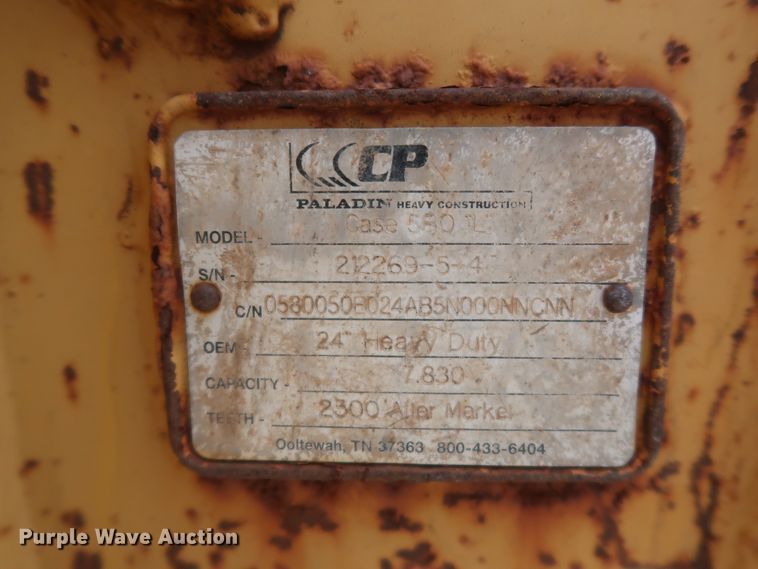 CP
PALADIN HEAVY CONSTRUCTION
MODEL - Case 580 L
S/N - 212269-5-4
C/N 0580050E024AB5N000NNCNN
OEM - 24" Heavy Duty
CAPACITY - 7.830
TEETH - 2300 After Market
Ooltewah, TN 37363 800-433-6404
Purple Wave Auction